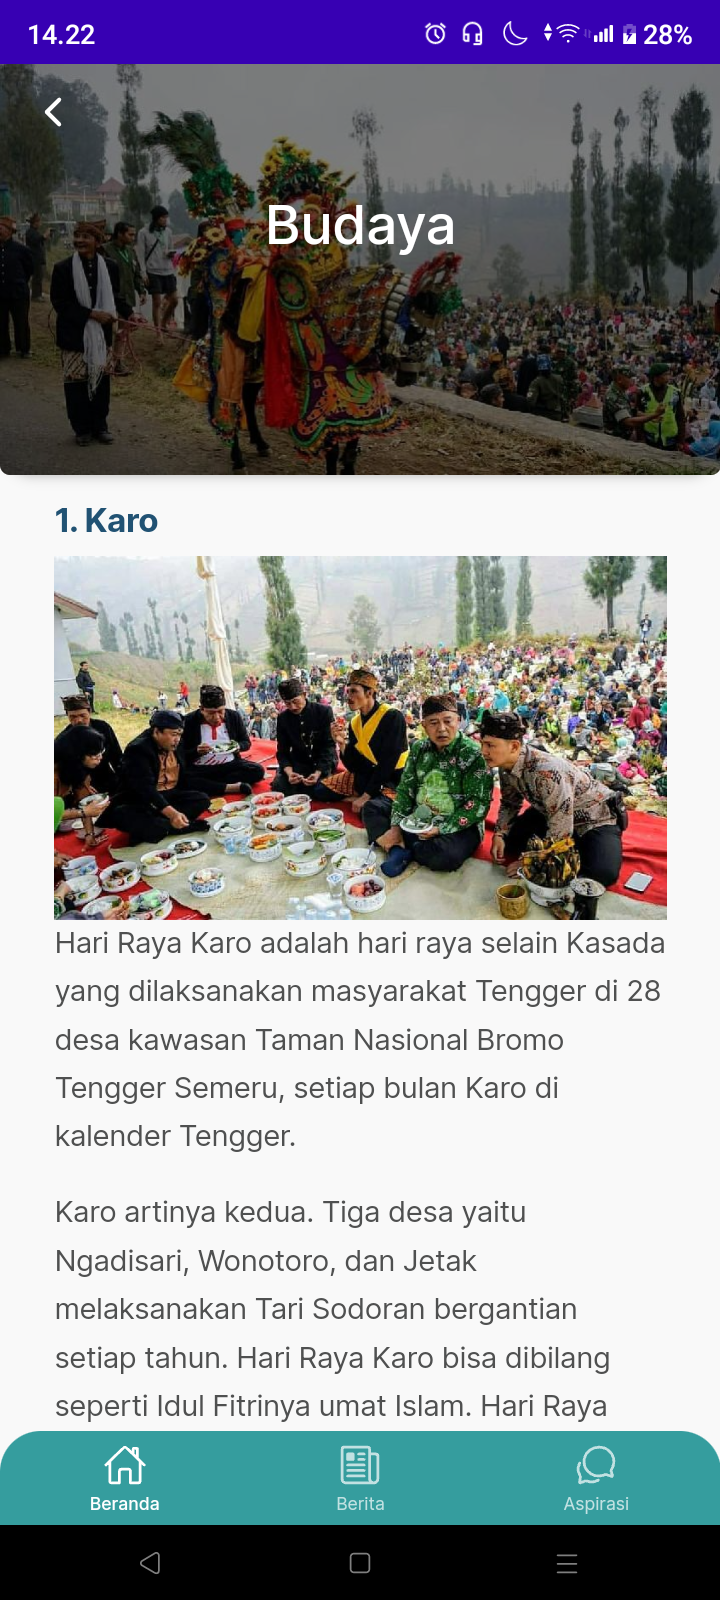 14.22
28%
Budaya
1. Karo
Hari Raya Karo adalah hari raya selain Kasada
yang dilaksanakan masyarakat Tengger di 28
desa kawasan Taman Nasional Bromo
Tengger Semeru, setiap bulan Karo di
kalender Tengger.
Karo artinya kedua. Tiga desa yaitu
Ngadisari, Wonotoro, dan Jetak
melaksanakan Tari Sodoran bergantian
setiap tahun. Hari Raya Karo bisa dibilang
seperti Idul Fitrinya umat Islam. Hari Raya
Beranda
Berita
Aspirasi